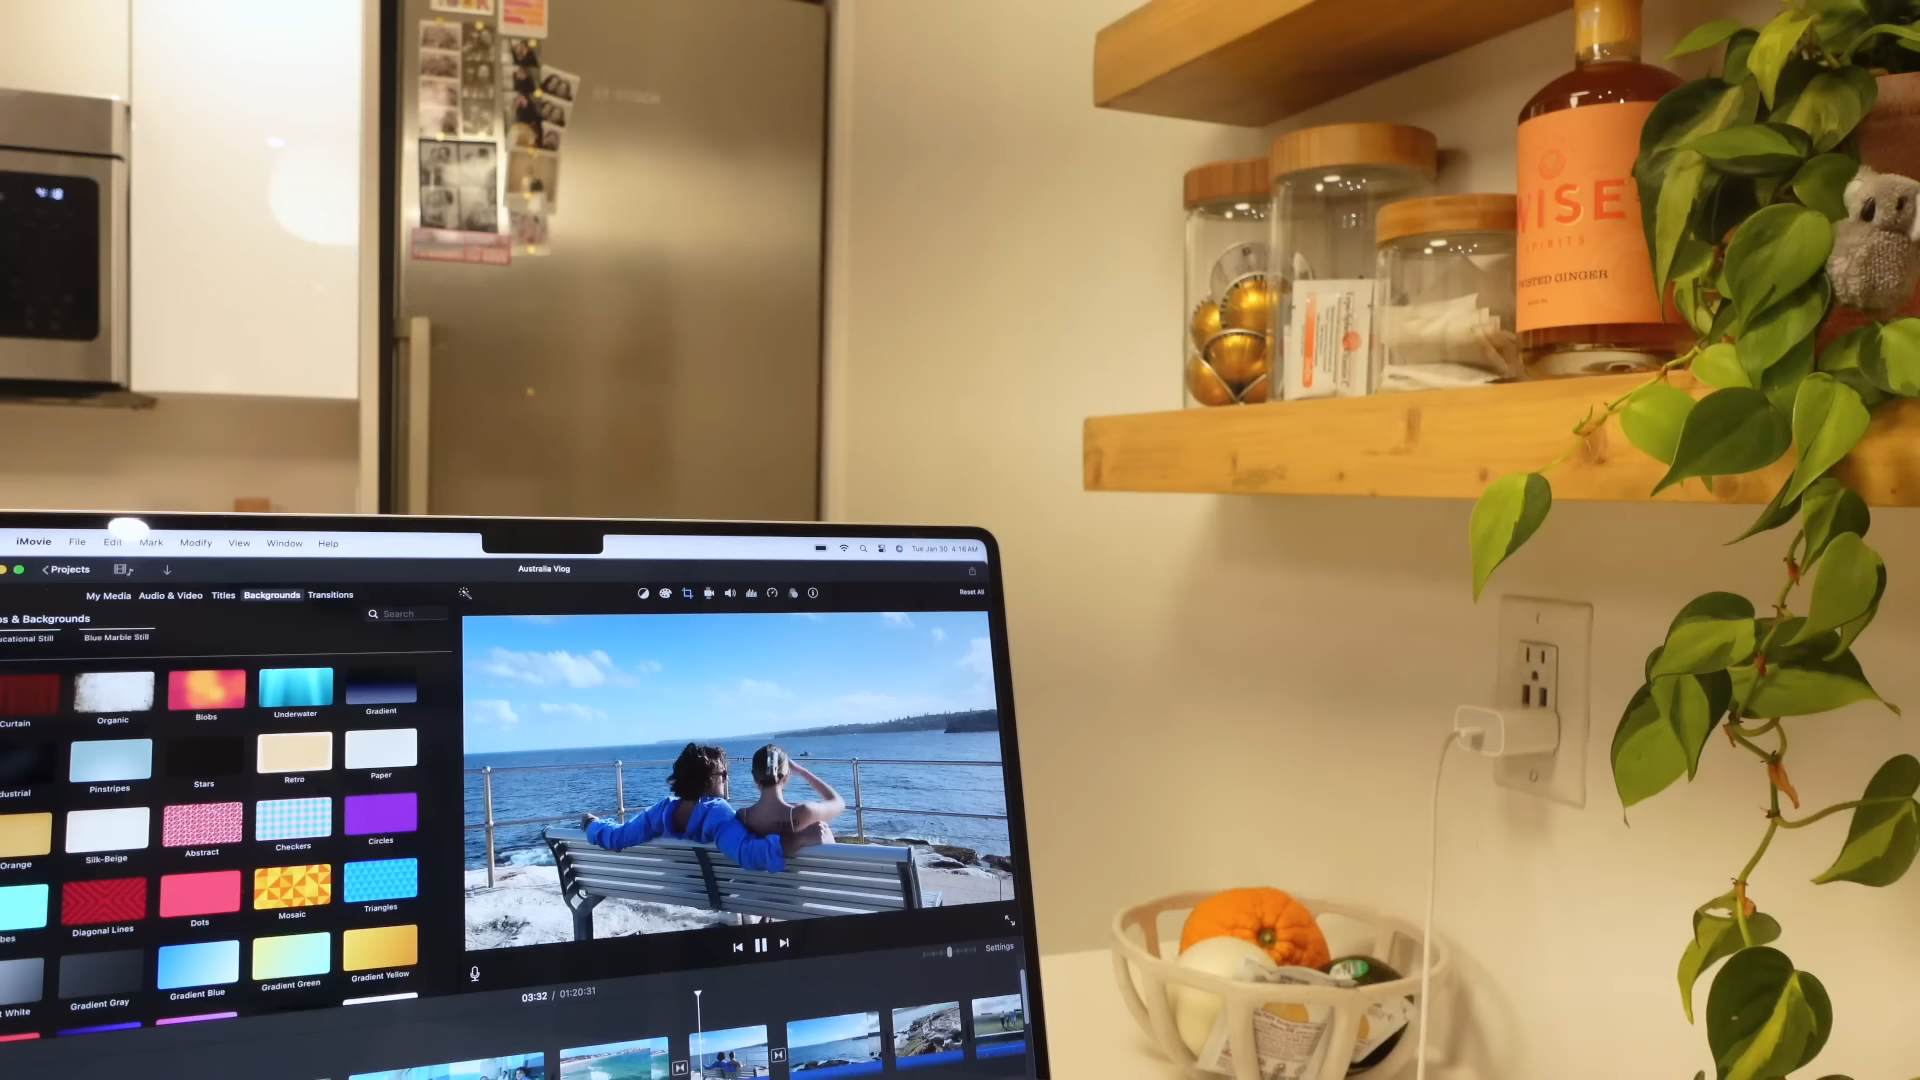 4:18
WISE
SPIRITS
TWISTED GINGER
iMovie File Edit Mark Modify View Window Help
Tue Jan 30 4:16 AM
Projects
Australia Vlog
My Media Audio & Video Titles Backgrounds Transitions
Reset All
& Backgrounds
Search
Blue Marble Still
Curtain
Organic
Blobs
Underwater
Gradient
Pinstripes
Stars
Retro
Paper
Orange
Silk-Beige
Abstract
Checkers
Circles
Diagonal Lines
Dots
Mosaic
Triangles
White
Gradient Gray
Gradient Blue
Gradient Green
Gradient Yellow
Settings
03:32 / 01:20:31